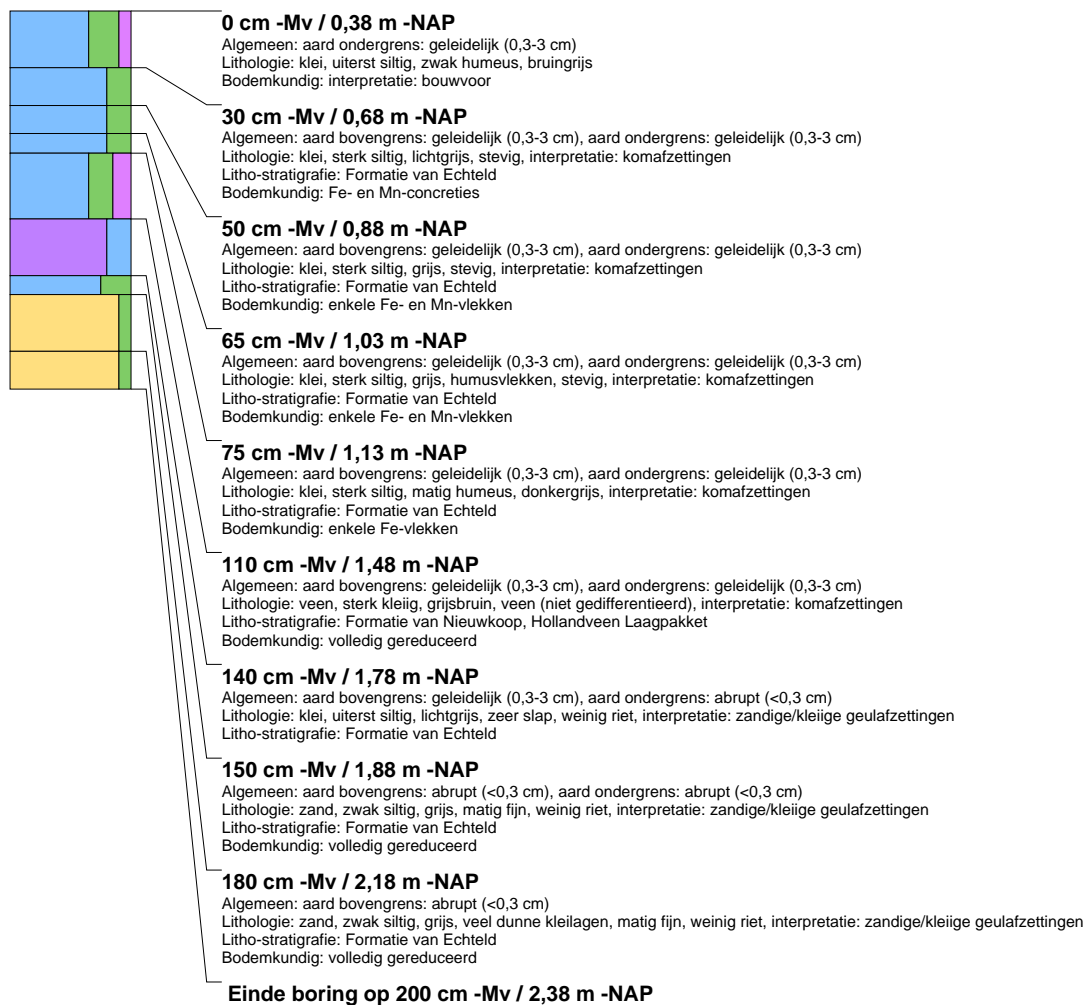 0 cm -Mv / 0,38 m -NAP
Algemeen: aard ondergrens: geleidelijk (0,3-3 cm)
Lithologie: klei, uiterst siltig, zwak humeus, bruingrijs
Bodemkundig: interpretatie: bouwvoor
30 cm -Mv / 0,68 m -NAP
Algemeen: aard bovengrens: geleidelijk (0,3-3 cm), aard ondergrens: geleidelijk (0,3-3 cm)
Lithologie: klei, sterk siltig, lichtgrijs, stevig, interpretatie: komafzettingen
Litho-stratigrafie: Formatie van Echteld
Bodemkundig: Fe- en Mn-concreties
50 cm -Mv / 0,88 m -NAP
Algemeen: aard bovengrens: geleidelijk (0,3-3 cm), aard ondergrens: geleidelijk (0,3-3 cm)
Lithologie: klei, sterk siltig, grijs, stevig, interpretatie: komafzettingen
Litho-stratigrafie: Formatie van Echteld
Bodemkundig: enkele Fe- en Mn-vlekken
65 cm -Mv / 1,03 m -NAP
Algemeen: aard bovengrens: geleidelijk (0,3-3 cm), aard ondergrens: geleidelijk (0,3-3 cm)
Lithologie: klei, sterk siltig, grijs, humusvlekken, stevig, interpretatie: komafzettingen
Litho-stratigrafie: Formatie van Echteld
Bodemkundig: enkele Fe- en Mn-vlekken
75 cm -Mv / 1,13 m -NAP
Algemeen: aard bovengrens: geleidelijk (0,3-3 cm), aard ondergrens: geleidelijk (0,3-3 cm)
Lithologie: klei, sterk siltig, matig humeus, donkergrijs, interpretatie: komafzettingen
Litho-stratigrafie: Formatie van Echteld
Bodemkundig: enkele Fe-vlekken
110 cm -Mv / 1,48 m -NAP
Algemeen: aard bovengrens: geleidelijk (0,3-3 cm), aard ondergrens: geleidelijk (0,3-3 cm)
Lithologie: veen, sterk kleiig, grijsbruin, veen (niet gedifferentieerd), interpretatie: komafzettingen
Litho-stratigrafie: Formatie van Nieuwkoop, Hollandveen Laagpakket
Bodemkundig: volledig gereduceerd
140 cm -Mv / 1,78 m -NAP
Algemeen: aard bovengrens: geleidelijk (0,3-3 cm), aard ondergrens: abrupt (<0,3 cm)
Lithologie: klei, uiterst siltig, lichtgrijs, zeer slap, weinig riet, interpretatie: zandige/kleiige geulafzettingen
Litho-stratigrafie: Formatie van Echteld
150 cm -Mv / 1,88 m -NAP
Algemeen: aard bovengrens: abrupt (<0,3 cm), aard ondergrens: abrupt (<0,3 cm)
Lithologie: zand, zwak siltig, grijs, matig fijn, weinig riet, interpretatie: zandige/kleiige geulafzettingen
Litho-stratigrafie: Formatie van Echteld
Bodemkundig: volledig gereduceerd
180 cm -Mv / 2,18 m -NAP
Algemeen: aard bovengrens: abrupt (<0,3 cm)
Lithologie: zand, zwak siltig, grijs, veel dunne kleilagen, matig fijn, weinig riet, interpretatie: zandige/kleiige geulafzettingen
Litho-stratigrafie: Formatie van Echteld
Bodemkundig: volledig gereduceerd
Einde boring op 200 cm -Mv / 2,38 m -NAP